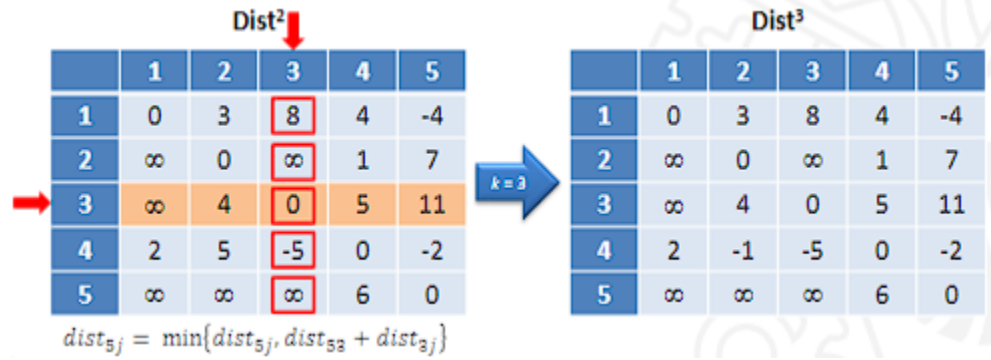 Dist² Dist³
1 2 3 4 5 1 2 3 4 5
1 0 3 8 4 -4 1 0 3 8 4 -4
2 ∞ 0 ∞ 1 7 2 ∞ 0 ∞ 1 7
3 ∞ 4 0 5 11 k = 3 3 ∞ 4 0 5 11
4 2 5 -5 0 -2 4 2 -1 -5 0 -2
5 ∞ ∞ ∞ 6 0 5 ∞ ∞ ∞ 6 0
dist₅ⱼ = min{dist₅ⱼ, dist₅₃ + dist₃ⱼ}